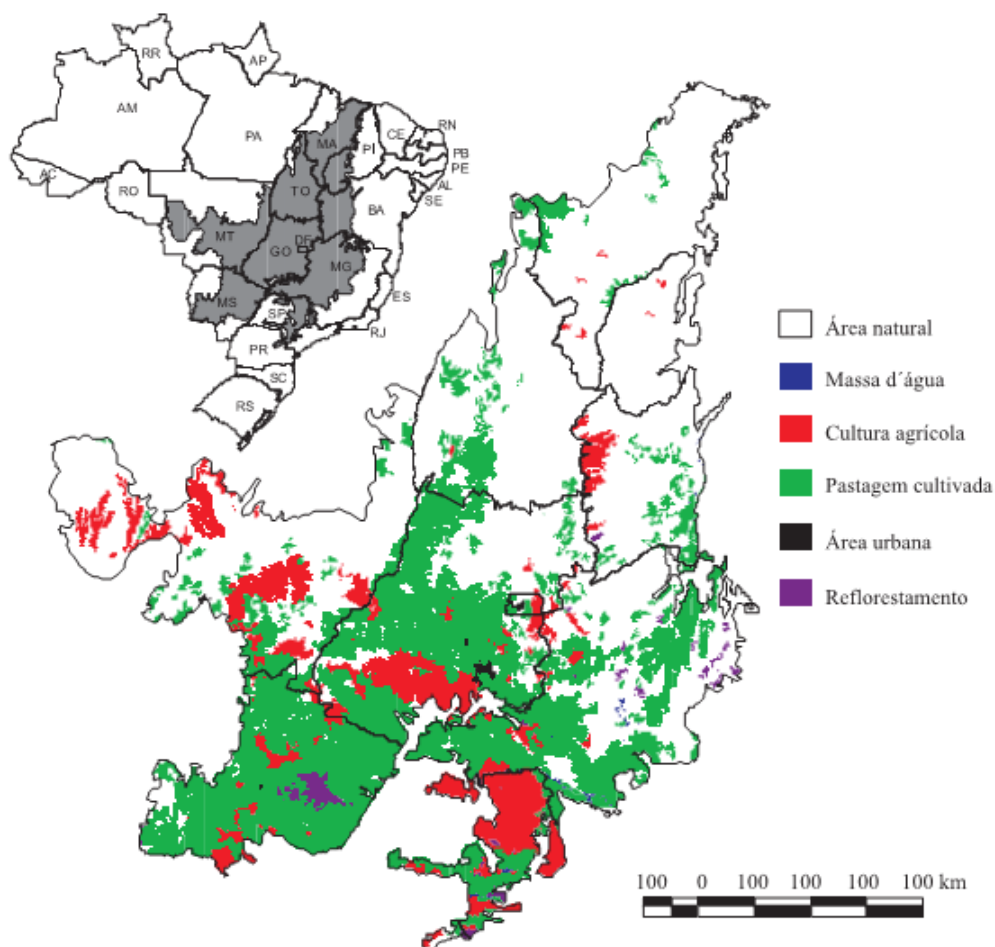 RR
AP
AM
PA
MA
CE
RN
PI
PB
PE
AC
AL
TO
RO
SE
BA
MT
DF
GO
MG
MS
ES
SP
RJ
PR
SC
RS
Área natural
Massa d´água
Cultura agrícola
Pastagem cultivada
Área urbana
Reflorestamento
100 0 100 100 100 km